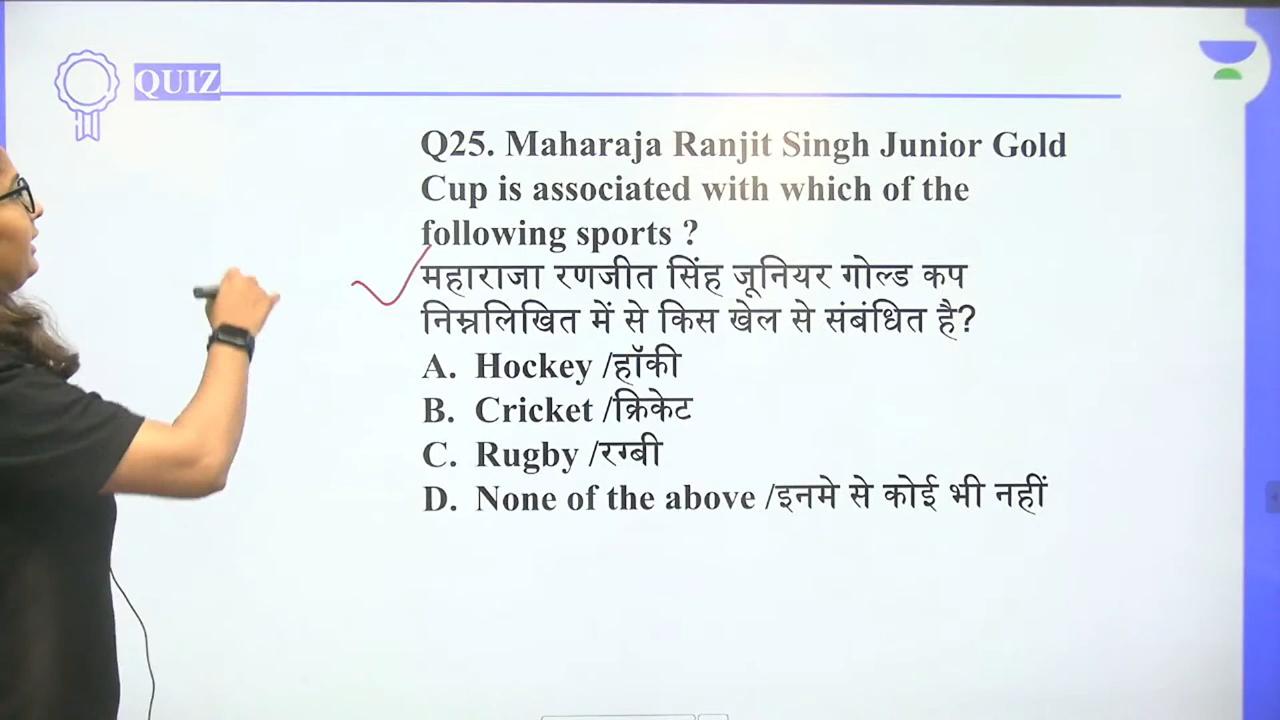 QUIZ
Q25. Maharaja Ranjit Singh Junior Gold
Cup is associated with which of the
following sports ?
महाराजा रणजीत सिंह जूनियर गोल्ड कप
निम्नलिखित में से किस खेल से संबंधित है?
A. Hockey /हॉकी
B. Cricket /क्रिकेट
C. Rugby /रग्बी
D. None of the above /इनमे से कोई भी नहीं